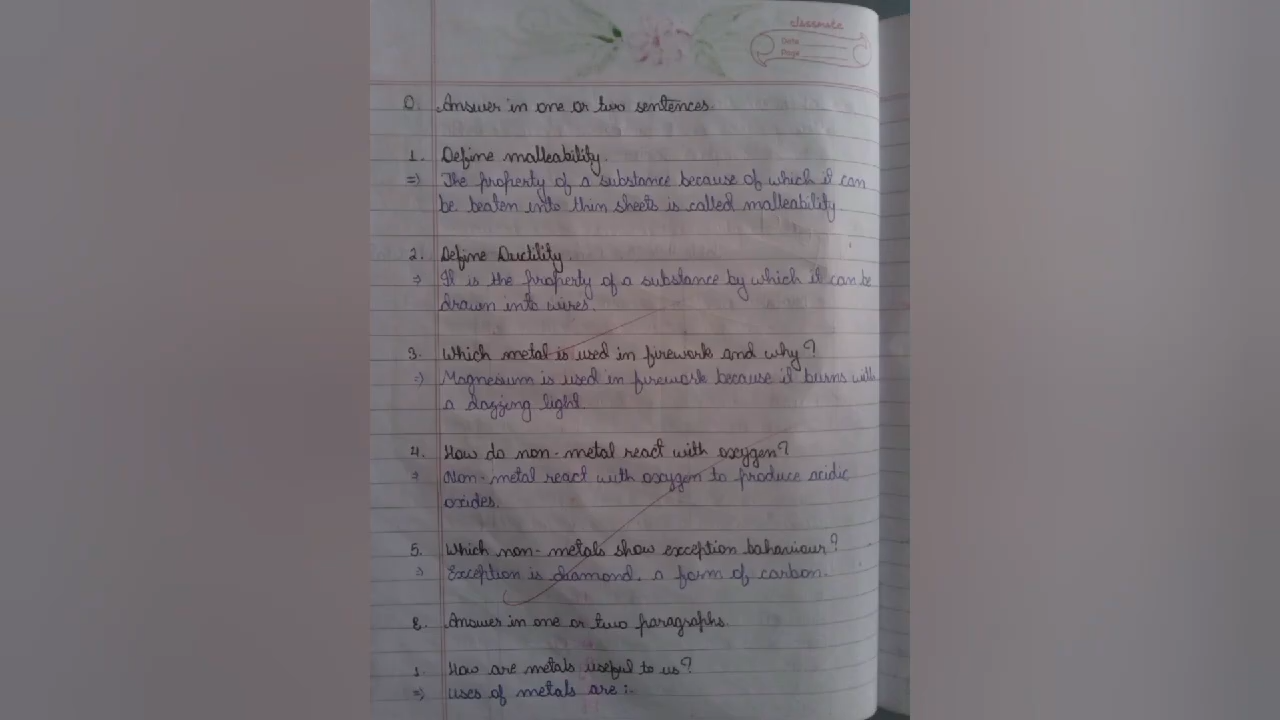 classmate
Date
Page
D. Answer in one or two sentences.
1. Define malleability.
=) The property of a substance because of which it can
be beaten into thin sheets is called malleability
2. Define Ductility.
→ It is the property of a substance by which it can be
drawn into wires.
3. Which metal is used in firework and why?
=) Magnesium is used in firework because it burns with
a dazzing light.
4. How do non-metal react with oxygen?
→ Non-metal react with oxygen to produce acidic
oxides.
5. Which non-metals show exception bahaviour?
→ Exception is diamond, a form of carbon.
E. Answer in one or two paragraphs.
1. How are metals useful to us?
=) Uses of metals are :-